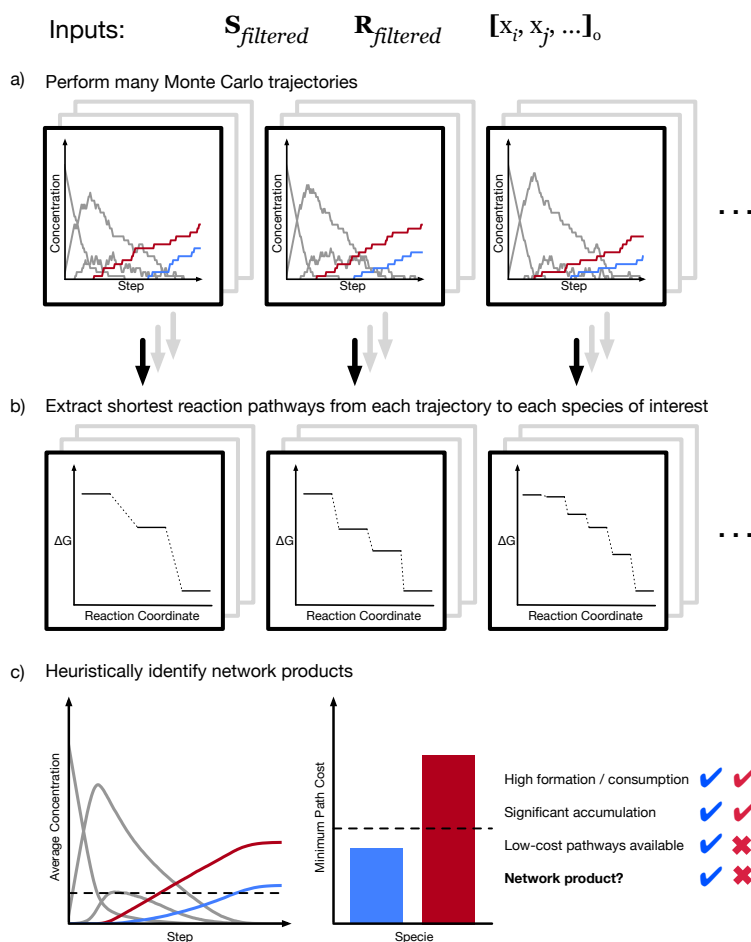 Inputs: S_filtered R_filtered [x_i, x_j, ...]_o
a) Perform many Monte Carlo trajectories
Concentration
Step
Concentration
Step
Concentration
Step
...
b) Extract shortest reaction pathways from each trajectory to each species of interest
ΔG
Reaction Coordinate
ΔG
Reaction Coordinate
ΔG
Reaction Coordinate
...
c) Heuristically identify network products
Average Concentration
Step
Minimum Path Cost
Specie
High formation / consumption
Significant accumulation
Low-cost pathways available
Network product?